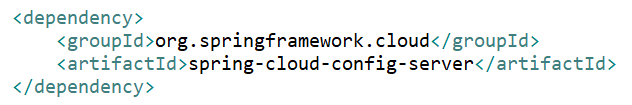 <dependency>
    <groupId>org.springframework.cloud</groupId>
    <artifactId>spring-cloud-config-server</artifactId>
</dependency>